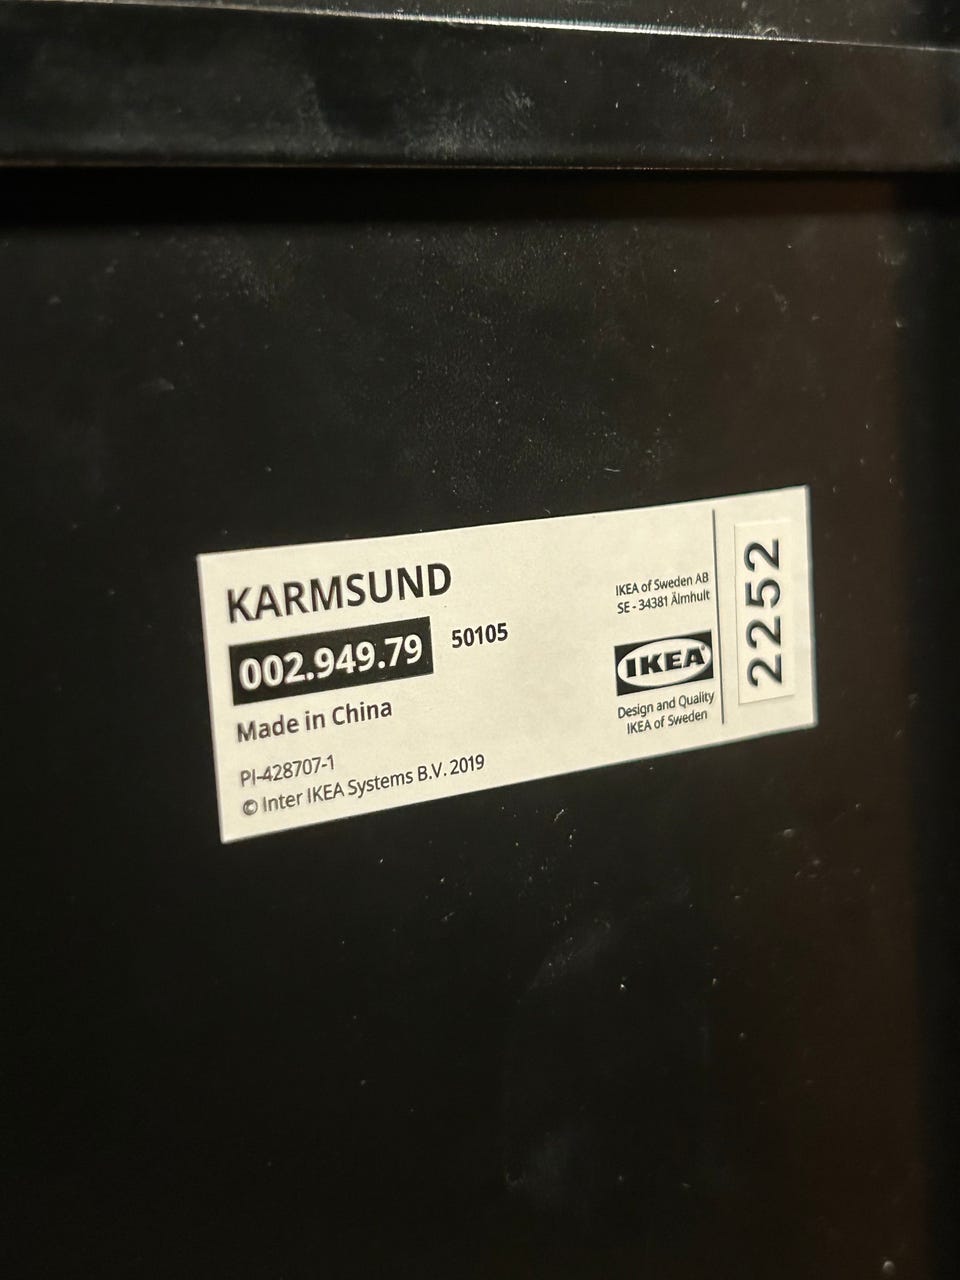 KARMSUND
002.949.79 50105
Made in China
PI-428707-1
© Inter IKEA Systems B.V. 2019
IKEA of Sweden AB
SE - 34381 Älmhult
IKEA®
Design and Quality
IKEA of Sweden
2252